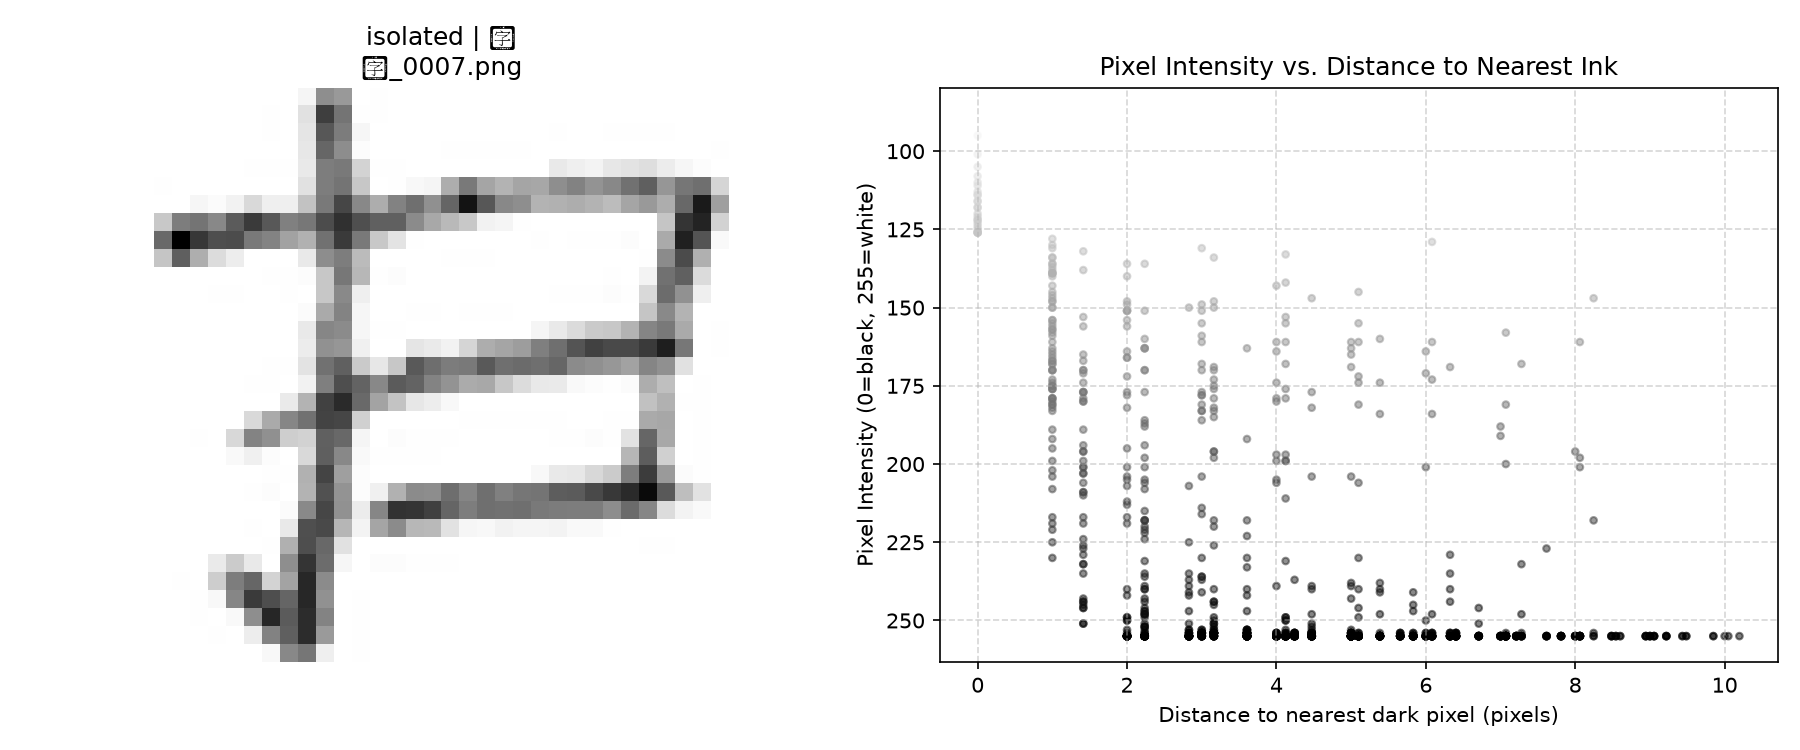 isolated |
_0007.png
扫
Pixel Intensity vs. Distance to Nearest Ink
Pixel Intensity (0=black, 255=white)
100
125
150
175
200
225
250
0 2 4 6 8 10
Distance to nearest dark pixel (pixels)